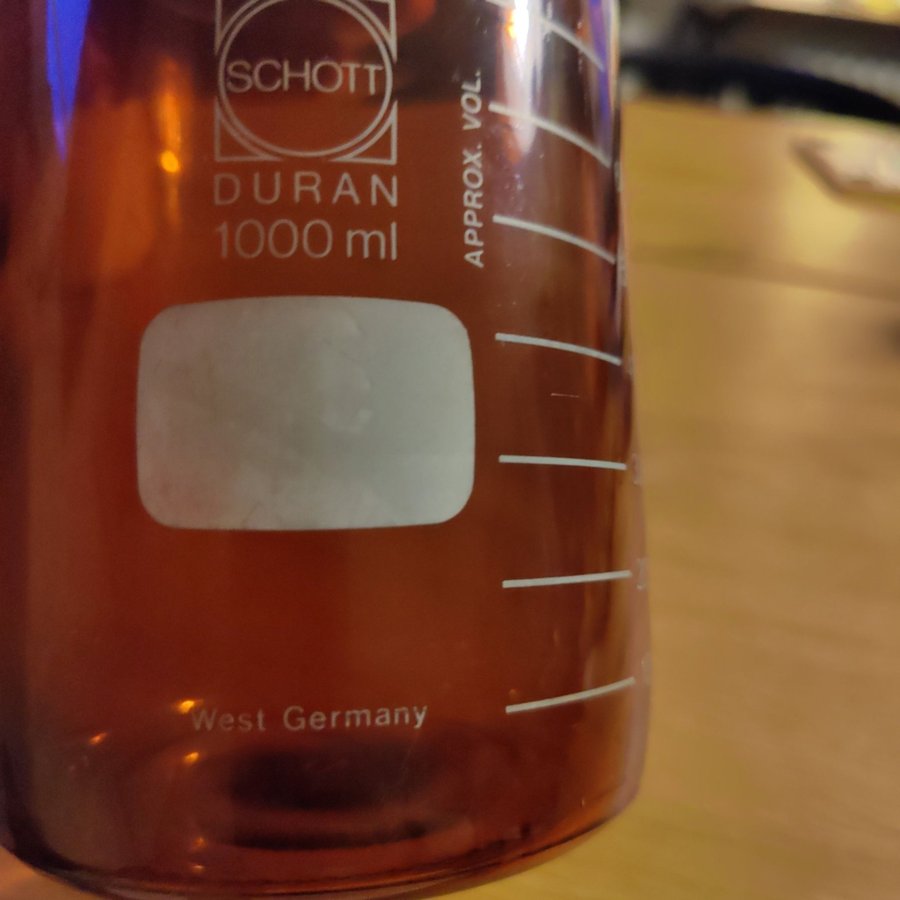 SCHOTT
DURAN
1000 ml
APPROX. VOL.
West Germany